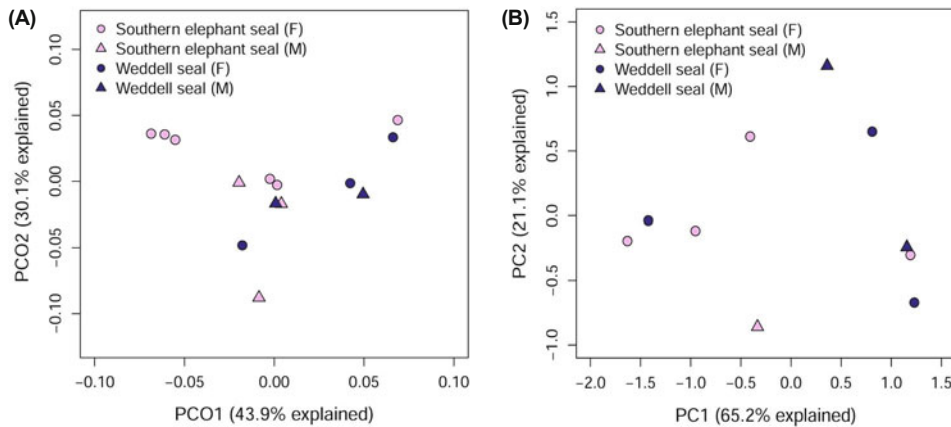 (A)
Southern elephant seal (F)
Southern elephant seal (M)
Weddell seal (F)
Weddell seal (M)
0.10
0.05
0.00
−0.05
−0.10
PCO2 (30.1% explained)
−0.10
−0.05
0.00
0.05
0.10
PCO1 (43.9% explained)
(B)
Southern elephant seal (F)
Southern elephant seal (M)
Weddell seal (F)
Weddell seal (M)
1.5
1.0
0.5
0.0
−0.5
−1.0
PC2 (21.1% explained)
−2.0
−1.5
−1.0
−0.5
0.0
0.5
1.0
1.5
PC1 (65.2% explained)